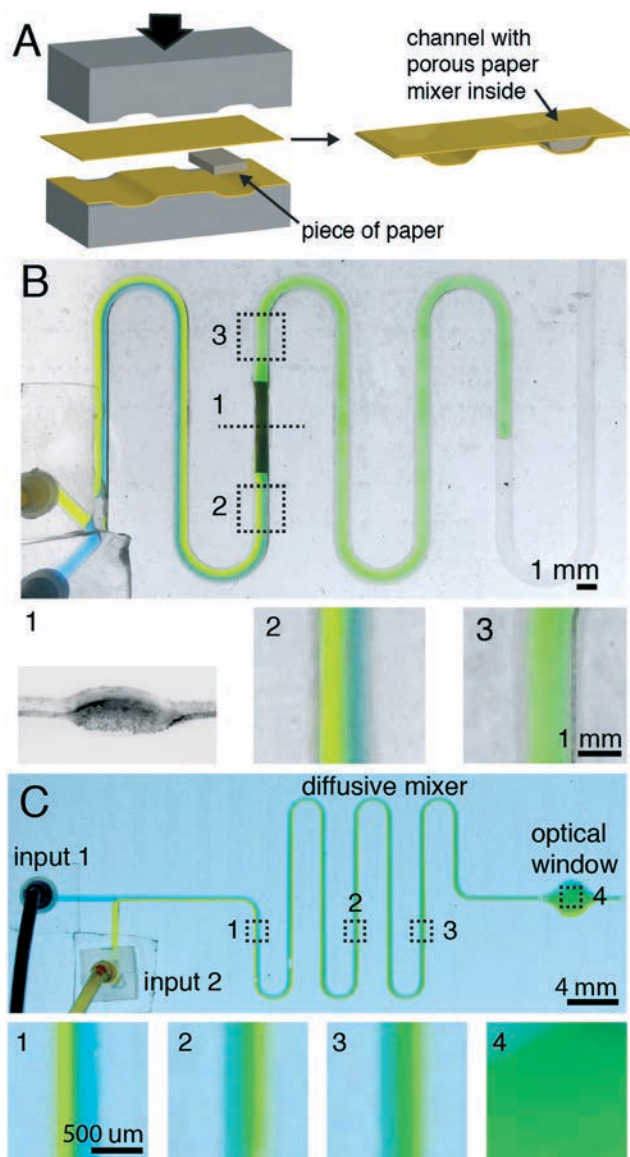 A
channel with
porous paper
mixer inside
piece of paper
B
3
1
2
1 mm
1
2
3
1 mm
C
diffusive mixer
input 1
optical
window
1
2
3
4
input 2
4 mm
1
2
3
4
500 um